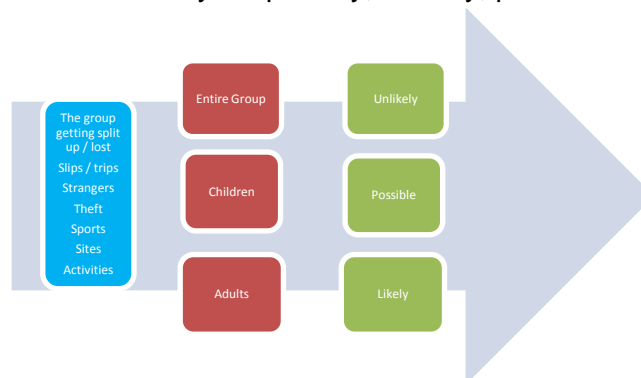 The group
getting split
up / lost
Slips / trips
Strangers
Theft
Sports
Sites
Activities
Entire Group
Children
Adults
Unlikely
Possible
Likely